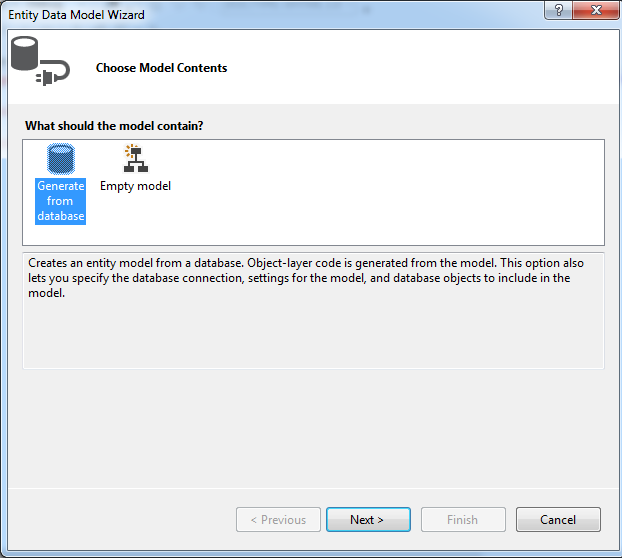 Entity Data Model Wizard
?
Choose Model Contents
What should the model contain?
Generate
from
database
Empty model
Creates an entity model from a database. Object-layer code is generated from the model. This option also
lets you specify the database connection, settings for the model, and database objects to include in the
model.
< Previous
Next >
Finish
Cancel